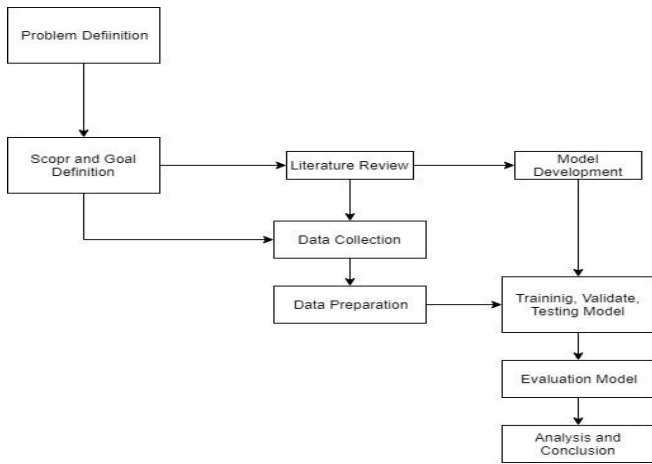 Problem Defiinition
Scopr and Goal
Definition
Literature Review
Model
Development
Data Collection
Data Preparation
Traininig, Validate,
Testing Model
Evaluation Model
Analysis and
Conclusion